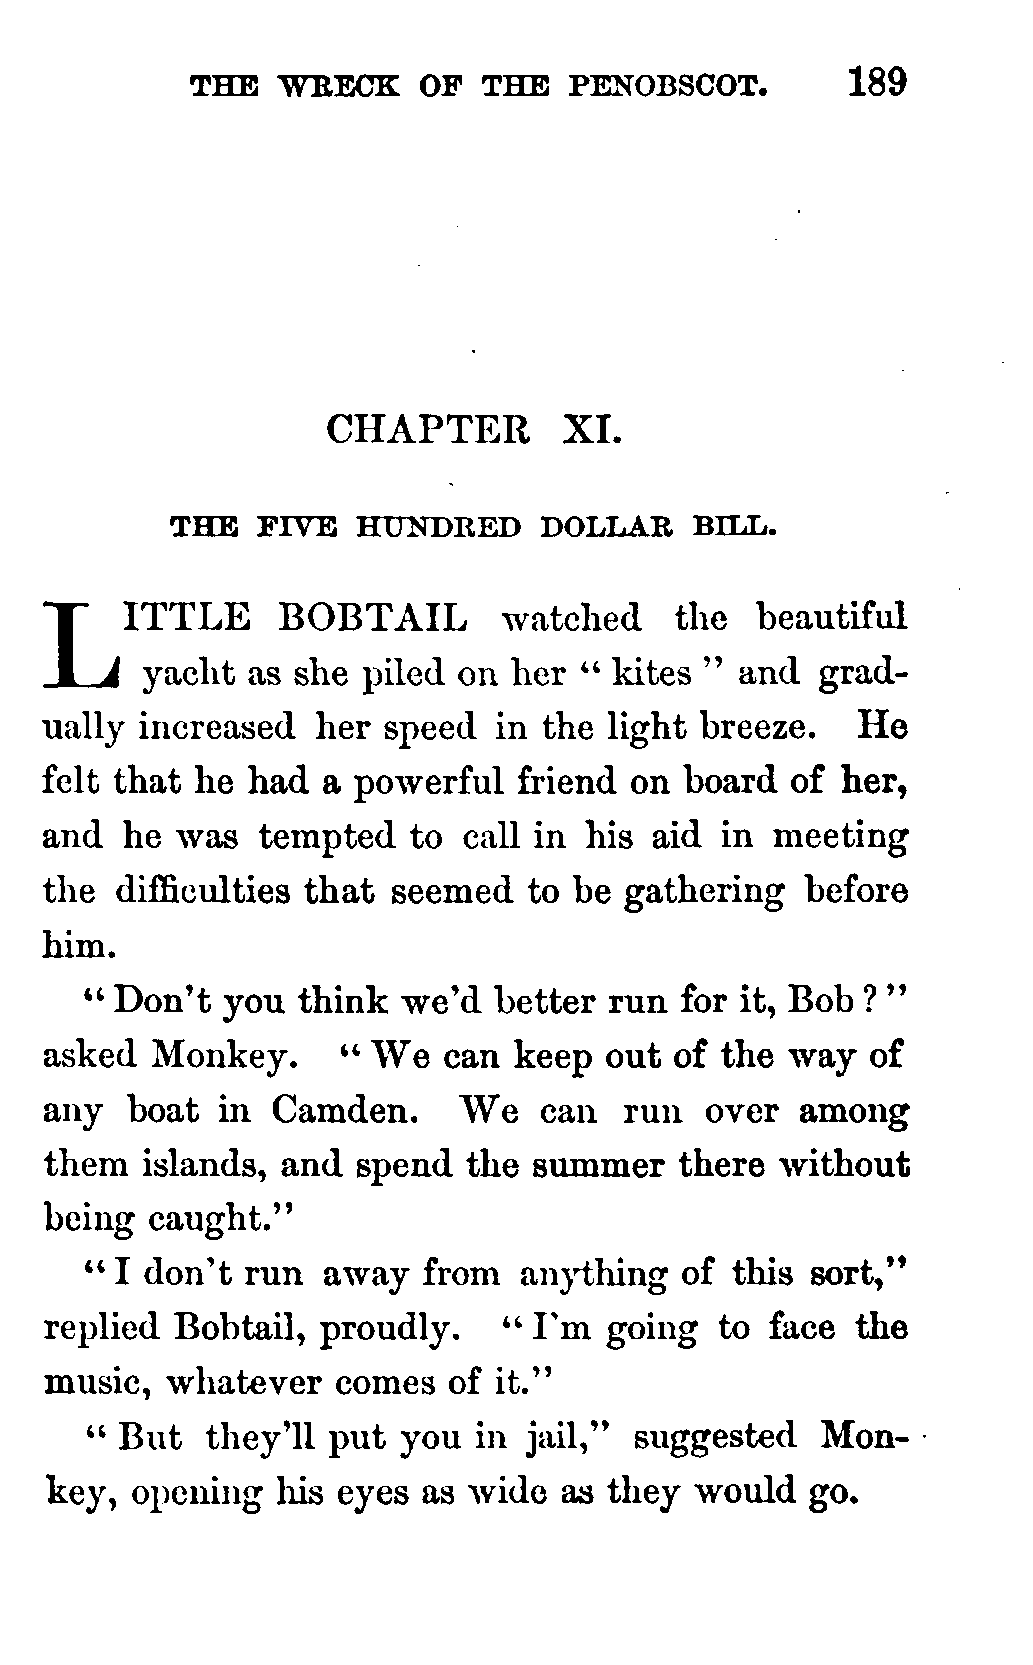 THE WRECK OF THE PENOBSCOT. 189
CHAPTER XI.
THE FIVE HUNDRED DOLLAR BILL.
LITTLE BOBTAIL watched the beautiful
yacht as she piled on her “ kites ” and grad-
ually increased her speed in the light breeze. He
felt that he had a powerful friend on board of her,
and he was tempted to call in his aid in meeting
the difficulties that seemed to be gathering before
him.
“ Don't you think we'd better run for it, Bob ? ”
asked Monkey. “ We can keep out of the way of
any boat in Camden. We can run over among
them islands, and spend the summer there without
being caught.”
“ I don't run away from anything of this sort,”
replied Bobtail, proudly. “ I'm going to face the
music, whatever comes of it.”
“ But they'll put you in jail,” suggested Mon-
key, opening his eyes as wide as they would go.